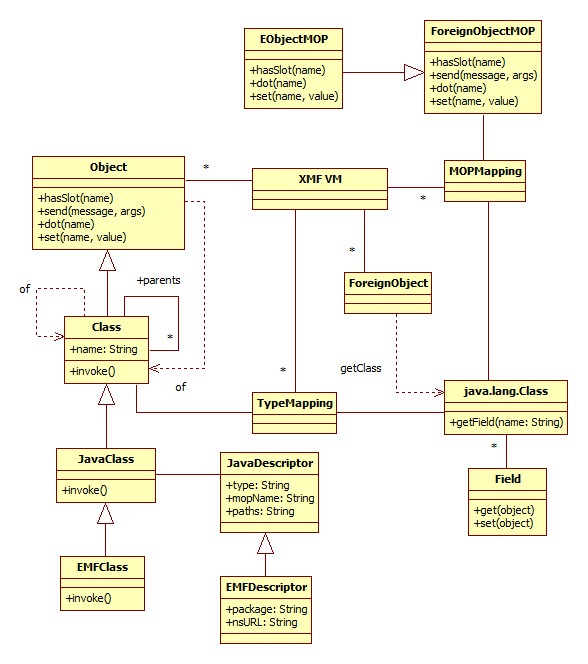 EObjectMOP
+hasSlot(name)
+dot(name)
+set(name, value)
ForeignObjectMOP
+hasSlot(name)
+send(message, args)
+dot(name)
+set(name, value)
Object
+hasSlot(name)
+send(message, args)
+dot(name)
+set(name, value)
*
XMF VM
*
MOPMapping
*
ForeignObject
+parents
of
*
Class
+name: String
+invoke()
of
*
TypeMapping
getClass
java.lang.Class
+getField(name: String)
*
Field
+get(object)
+set(object)
JavaClass
+invoke()
JavaDescriptor
+type: String
+mopName: String
+paths: String
EMFClass
+invoke()
EMFDescriptor
+package: String
+nsURL: String